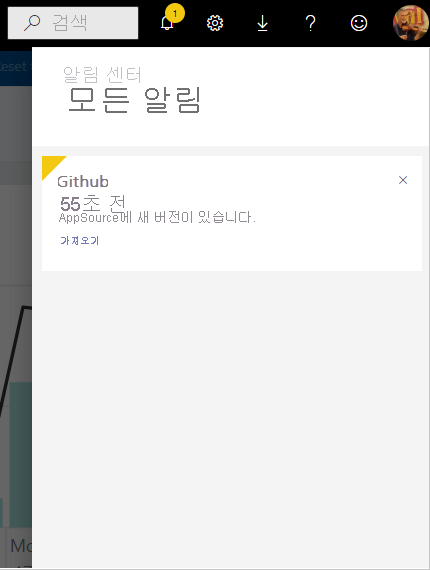 검색
1
Reset
알림 센터
모든 알림
Github
55초 전
AppSource에 새 버전이 있습니다.
가져오기
Mo